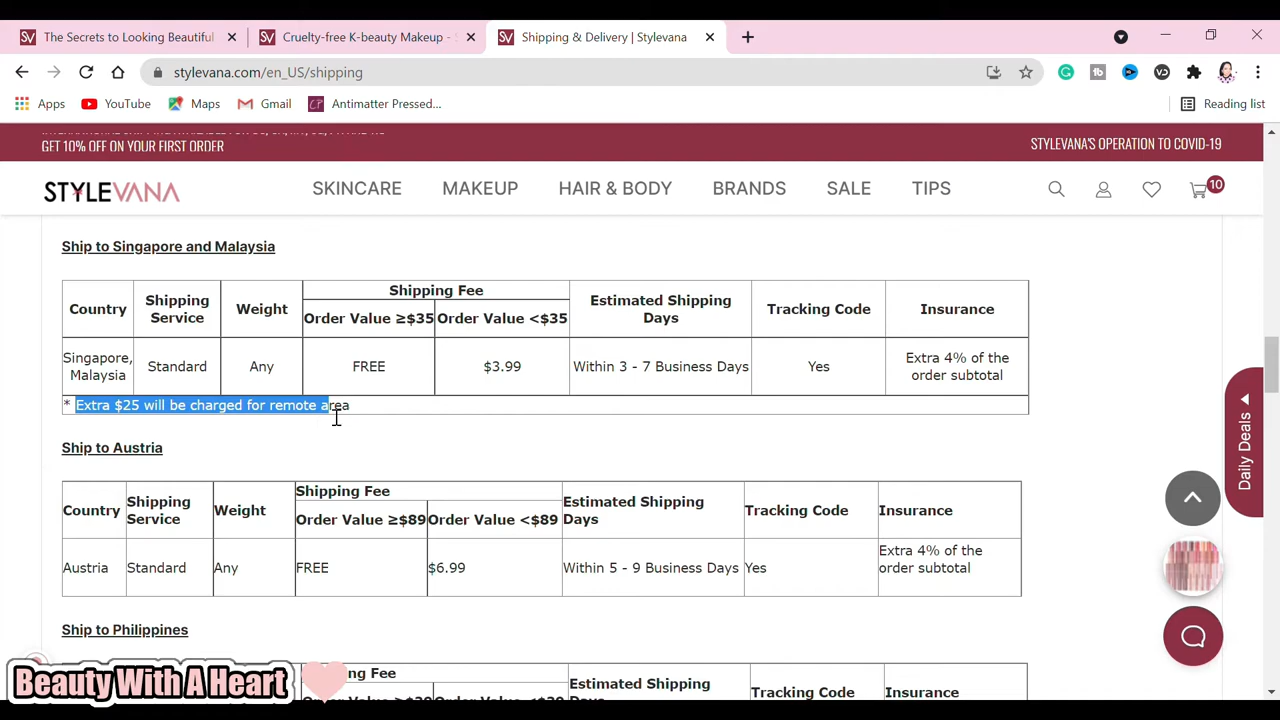 The Secrets to Looking Beautiful
Cruelty-free K-beauty Makeup - S
Shipping & Delivery | Stylevana
stylevana.com/en_US/shipping
Apps YouTube Maps Gmail Antimatter Pressed... Reading list
GET 10% OFF ON YOUR FIRST ORDER
STYLEVANA'S OPERATION TO COVID-19
STYLEVANA SKINCARE MAKEUP HAIR & BODY BRANDS SALE TIPS 10
Ship to Singapore and Malaysia
Country Shipping Service Weight Shipping Fee Estimated Shipping Days Tracking Code Insurance
Order Value ≥$35 Order Value <$35
Singapore, Malaysia Standard Any FREE $3.99 Within 3 - 7 Business Days Yes Extra 4% of the order subtotal
* Extra $25 will be charged for remote area
Daily Deals
Ship to Austria
Country Shipping Service Weight Shipping Fee Estimated Shipping Days Tracking Code Insurance
Order Value ≥$89 Order Value <$89
Austria Standard Any FREE $6.99 Within 5 - 9 Business Days Yes Extra 4% of the order subtotal
Ship to Philippines
Fee Estimated Shipping Tracking Code Insurance
Beauty With A Heart